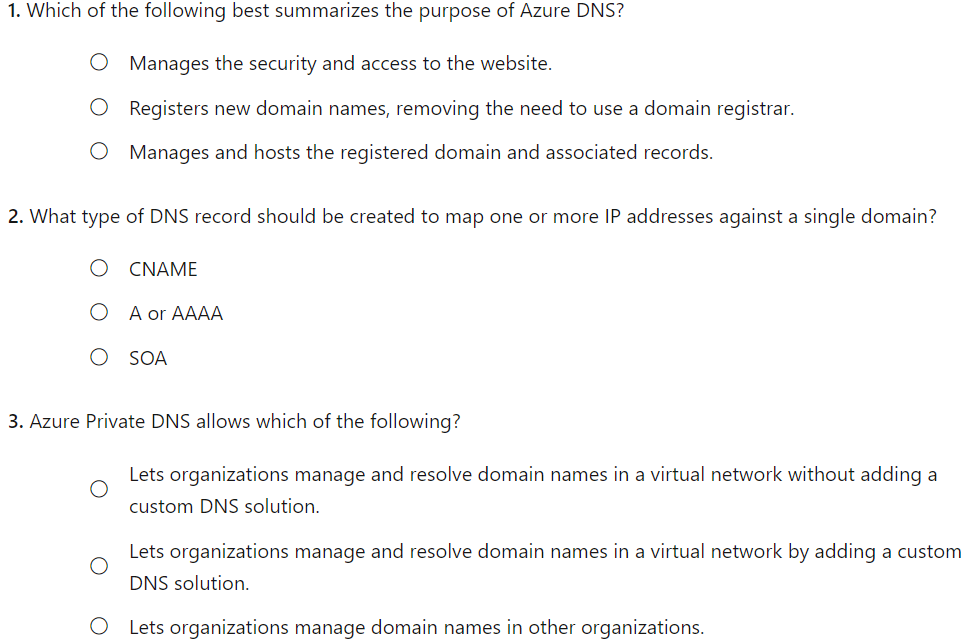 1. Which of the following best summarizes the purpose of Azure DNS?
Manages the security and access to the website.
Registers new domain names, removing the need to use a domain registrar.
Manages and hosts the registered domain and associated records.
2. What type of DNS record should be created to map one or more IP addresses against a single domain?
CNAME
A or AAAA
SOA
3. Azure Private DNS allows which of the following?
Lets organizations manage and resolve domain names in a virtual network without adding a
custom DNS solution.
Lets organizations manage and resolve domain names in a virtual network by adding a custom
DNS solution.
Lets organizations manage domain names in other organizations.